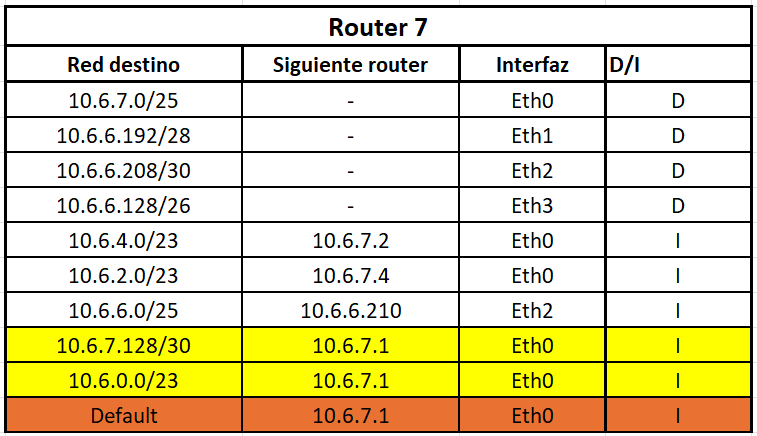 Router 7
Red destino Siguiente router Interfaz D/I
10.6.7.0/25 - Eth0 D
10.6.6.192/28 - Eth1 D
10.6.6.208/30 - Eth2 D
10.6.6.128/26 - Eth3 D
10.6.4.0/23 10.6.7.2 Eth0 I
10.6.2.0/23 10.6.7.4 Eth0 I
10.6.6.0/25 10.6.6.210 Eth2 I
10.6.7.128/30 10.6.7.1 Eth0 I
10.6.0.0/23 10.6.7.1 Eth0 I
Default 10.6.7.1 Eth0 I